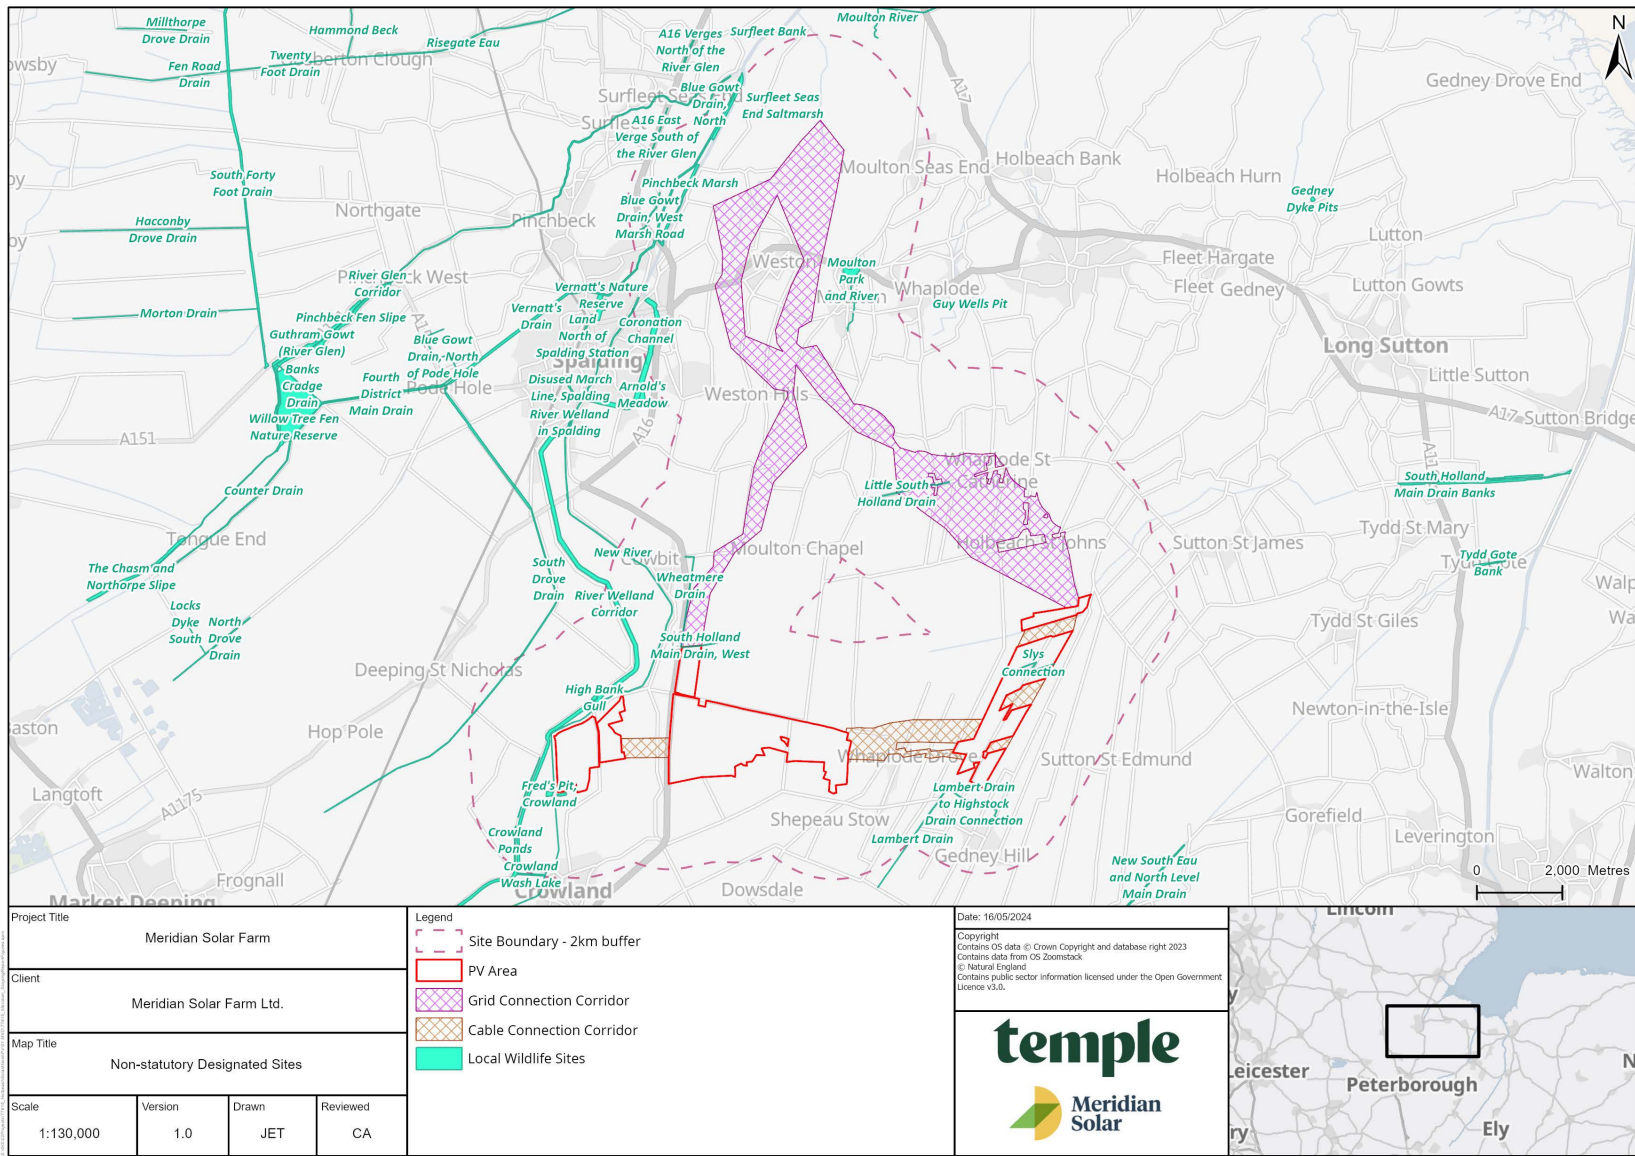 Millthorpe
Drove Drain
Hammond Beck
Risegate Eau
Fen Road
Drain
Twenty
Foot Drain
berton Clough
owsby
Moulton River
A16 Verges
North of the
River Glen
Surfleet Bank
A17
N
Gedney Drove End
Surfleet Seas End
Blue Gowt
Drain,
North
Surfleet Seas
End Saltmarsh
Surfleet
A16 East
Verge South of
the River Glen
Moulton Seas End
Holbeach Bank
Holbeach Hurn
Gedney
Dyke Pits
South Forty
Foot Drain
Pinchbeck Marsh
Blue Gowt
Drain, West
Marsh Road
Northgate
Pinchbeck
Hacconby
Drove Drain
Lutton
Weston
Moulton
Park
and River
Whaplode
Guy Wells Pit
Fleet Hargate
Fleet
Gedney
Lutton Gowts
Pinchbeck West
River Glen
Corridor
Morton Drain
Pinchbeck Fen Slipe
Vernatt's Nature
Reserve
Vernatt's
Drain
Land
North of
Spalding Station
Coronation
Channel
Spalding
Guthram Gowt
(River Glen)
Banks
Cradge
Drain
Blue Gowt
Drain, North
of Pode Hole
Pode Hole
Fourth
District
Main Drain
Willow Tree Fen
Nature Reserve
Disused March
Line, Spalding
River Welland
in Spalding
Arnold's
Meadow
A16
Weston Hills
Long Sutton
Little Sutton
A17
Sutton Bridge
A151
Counter Drain
Whaplode St
Catherine
Little South
Holland Drain
South Holland
Main Drain Banks
Tongue End
Moulton Chapel
Holbeach St Johns
Sutton St James
Tydd St Mary
Tydd Gote
Tydd Gote
Bank
The Chasm and
Northorpe Slipe
South
Drove
Drain
New River
Cowbit
Wheatmere
Drain
River Welland
Corridor
Locks
Dyke
South
North
Drove
Drain
South Holland
Main Drain, West
Tydd St Giles
Slys
Connection
Deeping St Nicholas
High Bank
Gull
Hop Pole
Newton-in-the-Isle
Whaplode Drove
Sutton St Edmund
Walton
Langtoft
A1175
Fred's Pit,
Crowland
Lambert Drain
to Highstock
Drain Connection
Shepeau Stow
Gorefield
Crowland
Ponds
Lambert Drain
Gedney Hill
Leverington
Crowland
Wash Lake
Crowland
Frognall
Market Deeping
Dowsdale
New South Eau
and North Level
Main Drain
0 2,000 Metres
Project Title
Meridian Solar Farm
Client
Meridian Solar Farm Ltd.
Map Title
Non-statutory Designated Sites
Scale
1:130,000
Version
1.0
Drawn
JET
Reviewed
CA
Legend
Site Boundary - 2km buffer
PV Area
Grid Connection Corridor
Cable Connection Corridor
Local Wildlife Sites
Date: 16/05/2024
Copyright
Contains OS data © Crown Copyright and database right 2023
Contains data from OS Zoomstack
© Natural England
Contains public sector information licensed under the Open Government
Licence v3.0.
temple
Meridian
Solar
Lincoln
Leicester
Peterborough
Ely